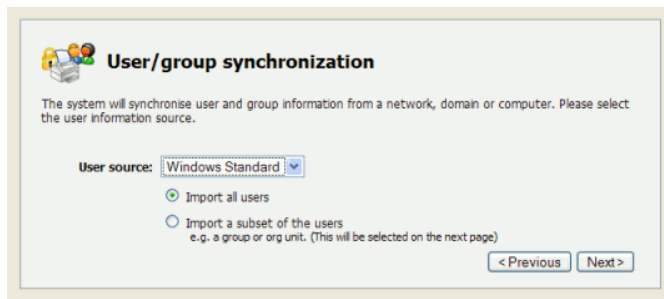 User/group synchronization
The system will synchronise user and group information from a network, domain or computer. Please select
the user information source.
User source: Windows Standard
Import all users
Import a subset of the users
e.g. a group or org unit. (This will be selected on the next page)
< Previous Next >